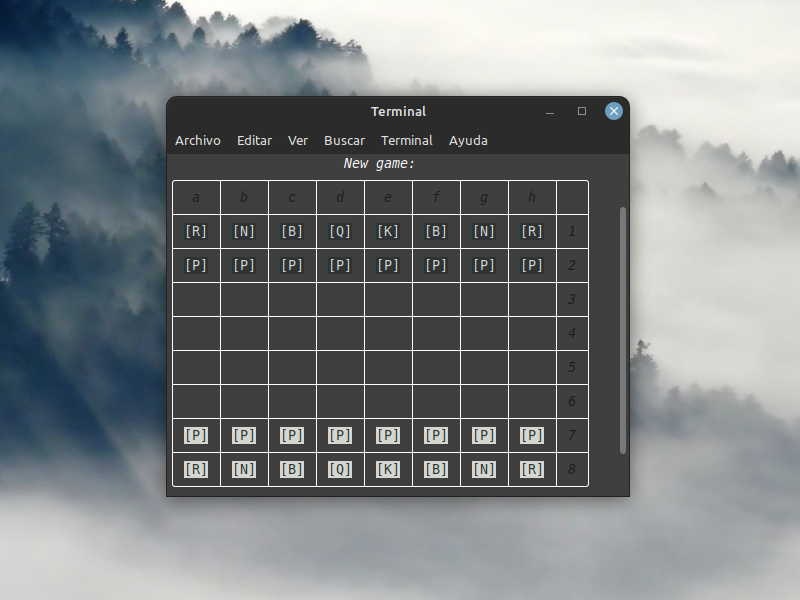 Terminal
Archivo Editar Ver Buscar Terminal Ayuda
New game:
a b c d e f g h
[R] [N] [B] [Q] [K] [B] [N] [R] 1
[P] [P] [P] [P] [P] [P] [P] [P] 2
3
4
5
6
[P] [P] [P] [P] [P] [P] [P] [P] 7
[R] [N] [B] [Q] [K] [B] [N] [R] 8